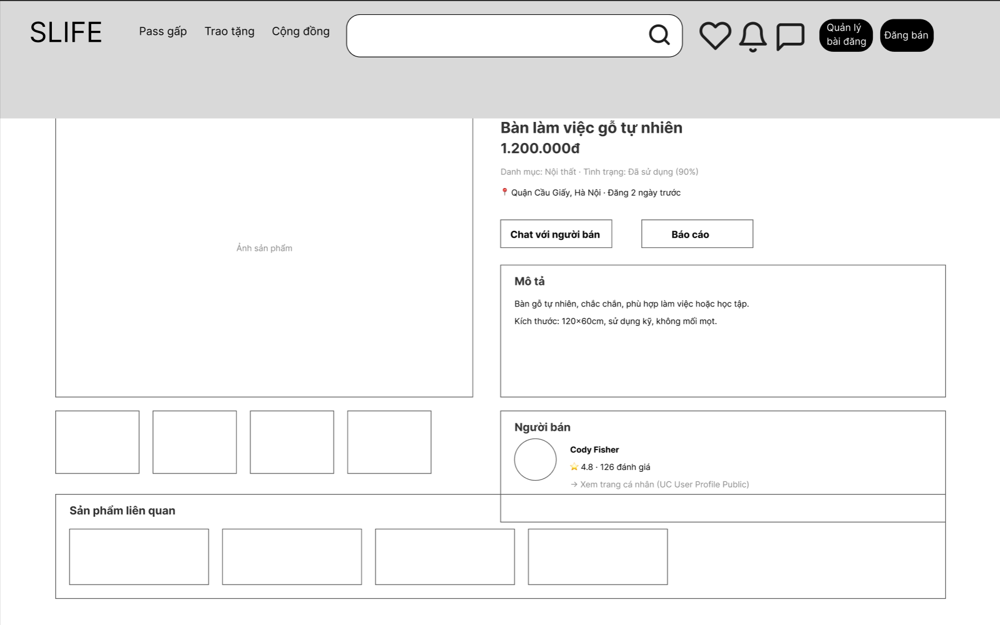 SLIFE
Pass gấp
Trao tặng
Cộng đồng
Quản lý
bài đăng
Đăng bán
Bàn làm việc gỗ tự nhiên
1.200.000đ
Danh mục: Nội thất · Tình trạng: Đã sử dụng (90%)
📍 Quận Cầu Giấy, Hà Nội · Đăng 2 ngày trước
Chat với người bán
Báo cáo
Ảnh sản phẩm
Mô tả
Bàn gỗ tự nhiên, chắc chắn, phù hợp làm việc hoặc học tập.
Kích thước: 120×60cm, sử dụng kỹ, không mối mọt.
Người bán
Cody Fisher
⭐ 4.8 · 126 đánh giá
→ Xem trang cá nhân (UC User Profile Public)
Sản phẩm liên quan